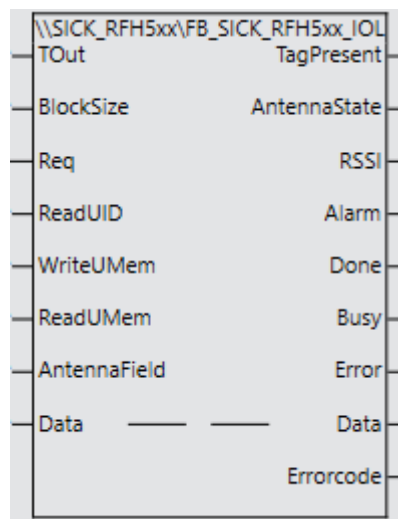 \\SICK_RFH5xx\FB_SICK_RFH5xx_IOL
TOut TagPresent
BlockSize AntennaState
Req RSSI
ReadUID Alarm
WriteUMem Done
ReadUMem Busy
AntennaField Error
Data Data
Errorcode